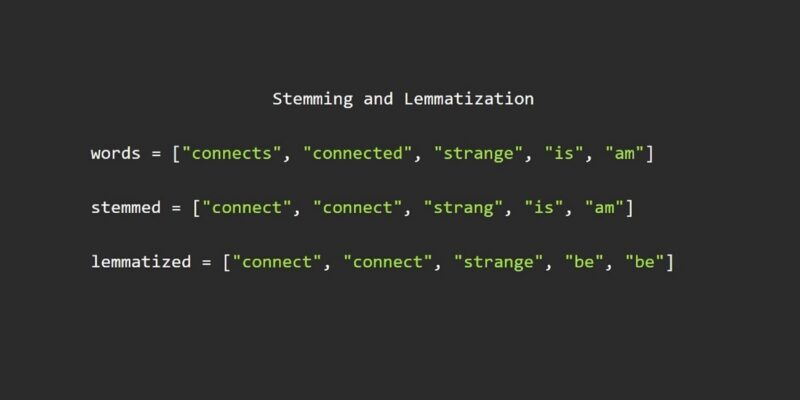 Stemming and Lemmatization
words = ["connects", "connected", "strange", "is", "am"]
stemmed = ["connect", "connect", "strang", "is", "am"]
lemmatized = ["connect", "connect", "strange", "be", "be"]